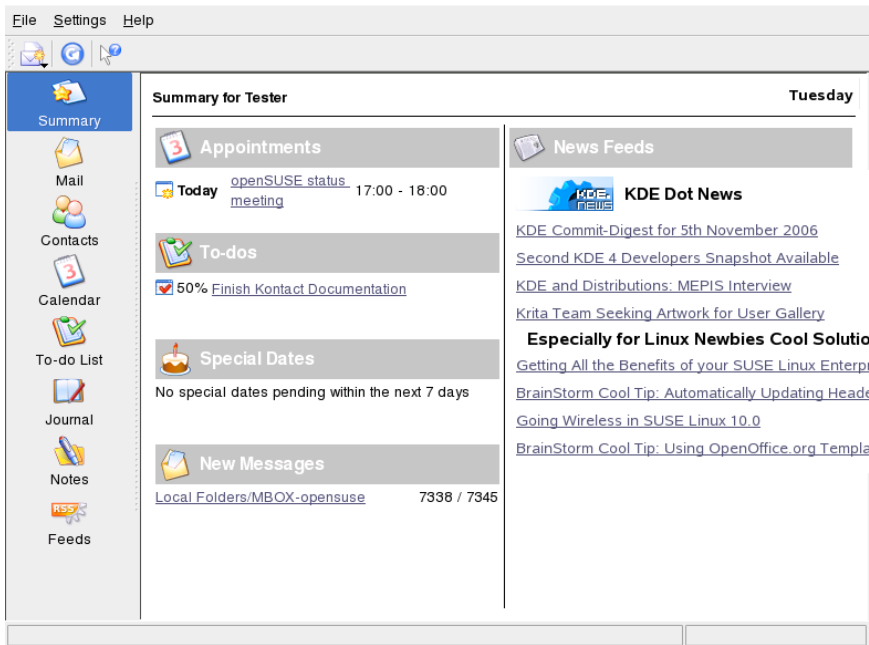 File Settings Help
Summary
Mail
Contacts
3
Calendar
To-do List
Journal
Notes
RSS
Feeds
Summary for Tester
Tuesday
3 Appointments
Today openSUSE status meeting 17:00 - 18:00
To-dos
50% Finish Kontact Documentation
Special Dates
No special dates pending within the next 7 days
New Messages
Local Folders/MBOX-opensuse 7338 / 7345
News Feeds
KDE. NEWS KDE Dot News
KDE Commit-Digest for 5th November 2006
Second KDE 4 Developers Snapshot Available
KDE and Distributions: MEPIS Interview
Krita Team Seeking Artwork for User Gallery
Especially for Linux Newbies Cool Solutio
Getting All the Benefits of your SUSE Linux Enterpr
BrainStorm Cool Tip: Automatically Updating Heade
Going Wireless in SUSE Linux 10.0
BrainStorm Cool Tip: Using OpenOffice.org Templa